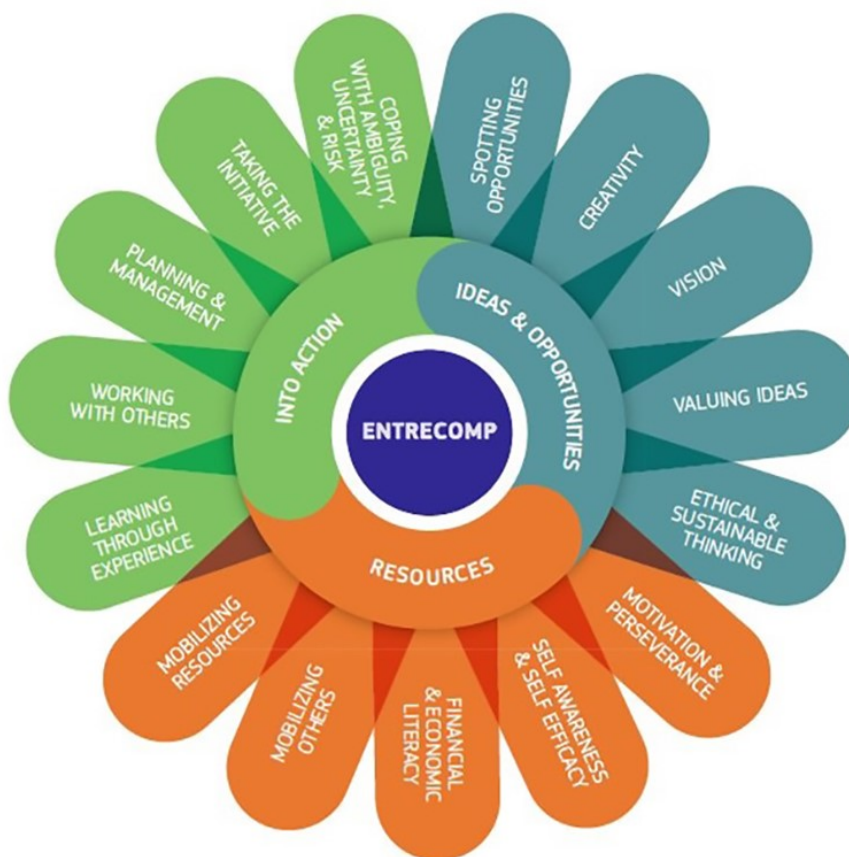 ENTRECOMP
IDEAS & OPPORTUNITIES
SPOTTING
OPPORTUNITIES
CREATIVITY
VISION
VALUING IDEAS
ETHICAL &
SUSTAINABLE
THINKING
RESOURCES
MOTIVATION &
PERSEVERANCE
SELF AWARENESS
& SELF EFFICACY
FINANCIAL
& ECONOMIC
LITERACY
MOBILIZING
OTHERS
MOBILIZING
RESOURCES
INTO ACTION
LEARNING
THROUGH
EXPERIENCE
WORKING
WITH OTHERS
PLANNING &
MANAGEMENT
TAKING THE
INITIATIVE
COPING
WITH AMBIGUITY,
UNCERTAINTY
& RISK